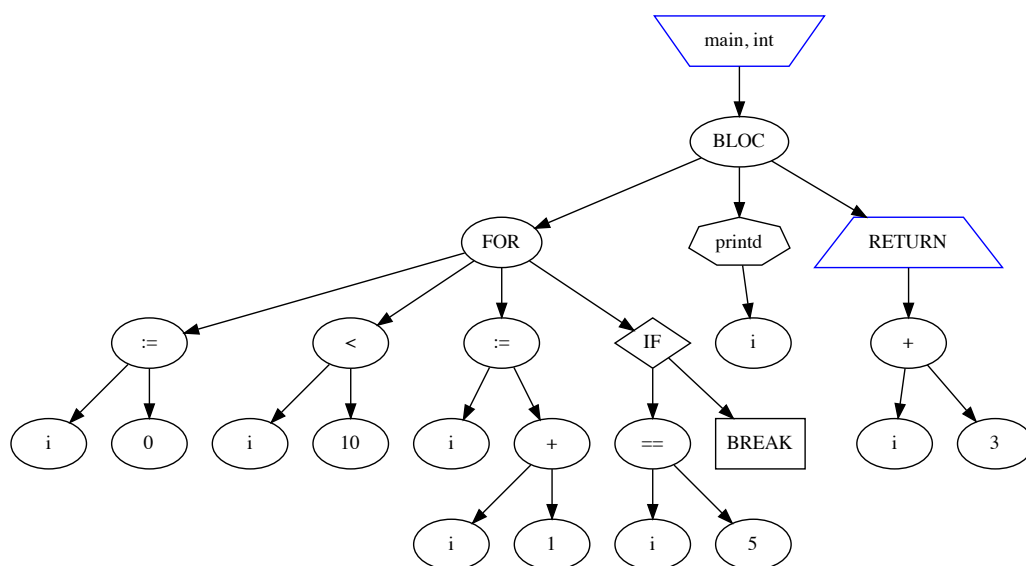 main, int
BLOC
FOR
printd
RETURN
:=
<
:=
IF
i
+
i
0
i
10
i
+
==
BREAK
i
3
i
1
i
5